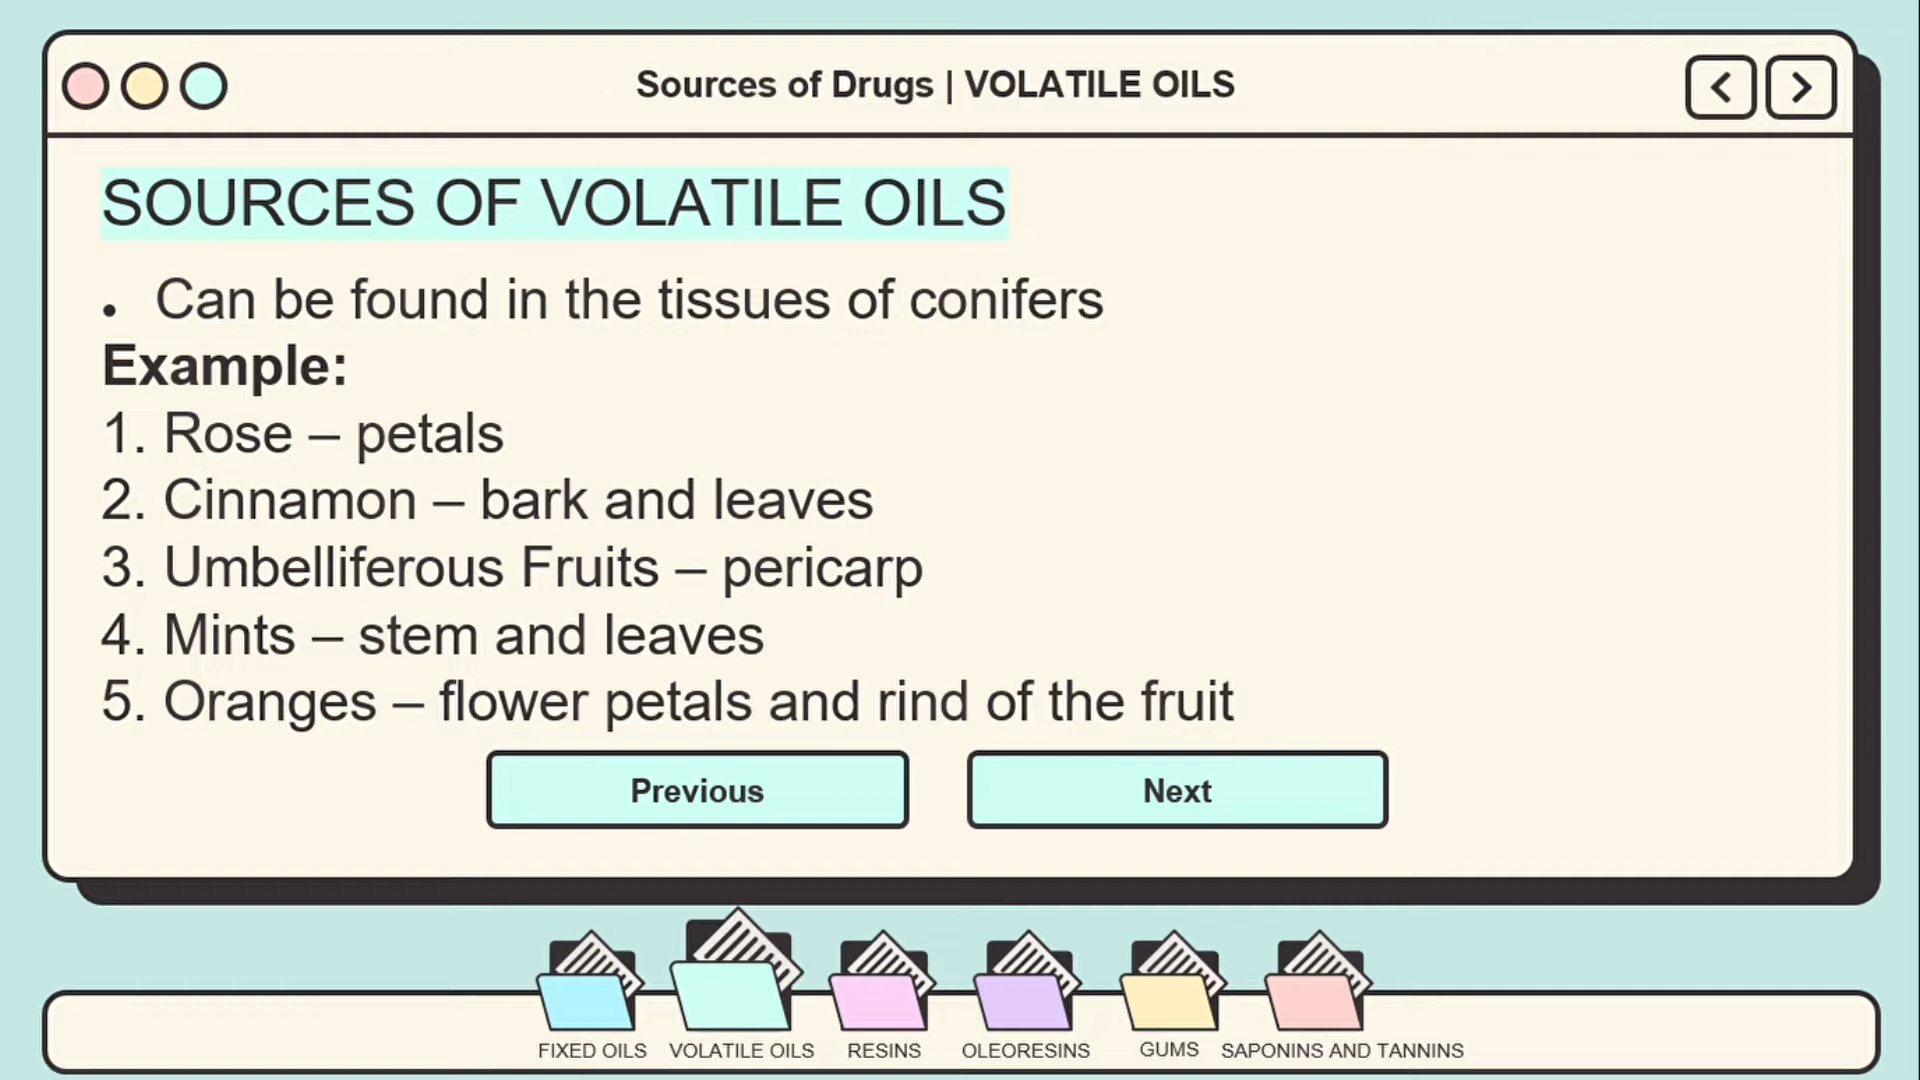 Sources of Drugs | VOLATILE OILS
SOURCES OF VOLATILE OILS
• Can be found in the tissues of conifers
Example:
1. Rose – petals
2. Cinnamon – bark and leaves
3. Umbelliferous Fruits – pericarp
4. Mints – stem and leaves
5. Oranges – flower petals and rind of the fruit
Previous Next
FIXED OILS VOLATILE OILS RESINS OLEORESINS GUMS SAPONINS AND TANNINS